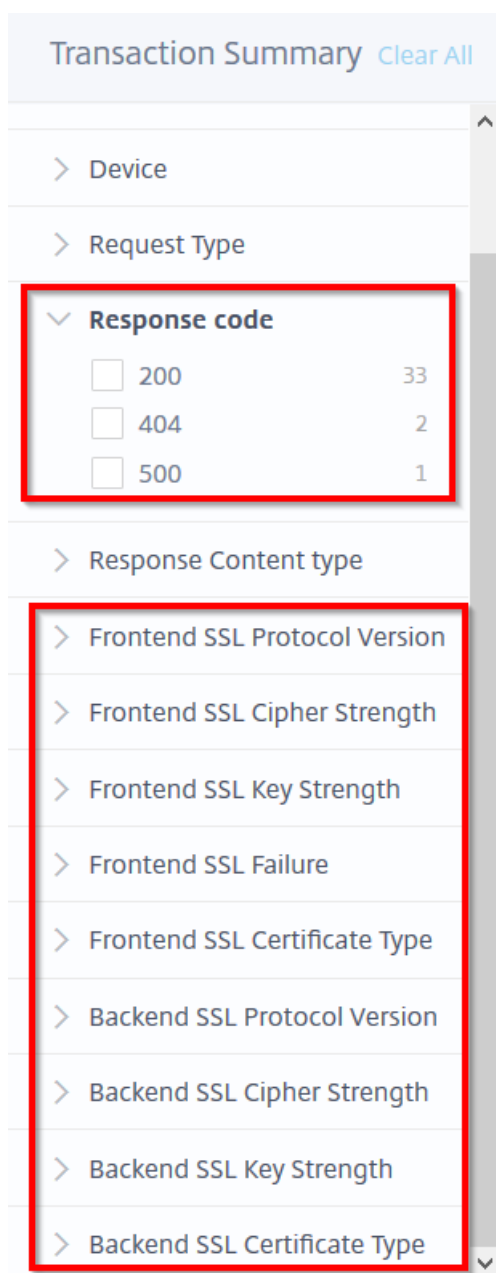 Transaction Summary Clear All
Device
Request Type
Response code
200 33
404 2
500 1
Response Content type
Frontend SSL Protocol Version
Frontend SSL Cipher Strength
Frontend SSL Key Strength
Frontend SSL Failure
Frontend SSL Certificate Type
Backend SSL Protocol Version
Backend SSL Cipher Strength
Backend SSL Key Strength
Backend SSL Certificate Type